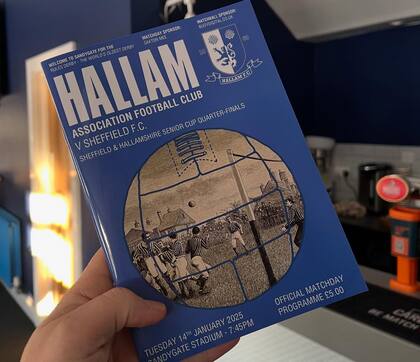 WELCOME TO SANDYGATE FOR THE
RULES DERBY - THE WORLD'S OLDEST DERBY
MATCHDAY SPONSOR:
MATCHBALL SPONSOR:
HALLAM
ASSOCIATION FOOTBALL CLUB
V SHEFFIELD F.C.
SHEFFIELD & HALLAMSHIRE SENIOR CUP QUARTER-FINALS
HALLAM F.C.
TUESDAY 14TH JANUARY 2025
SANDYGATE STADIUM - 7:45PM
OFFICIAL MATCHDAY
PROGRAMME £5.00